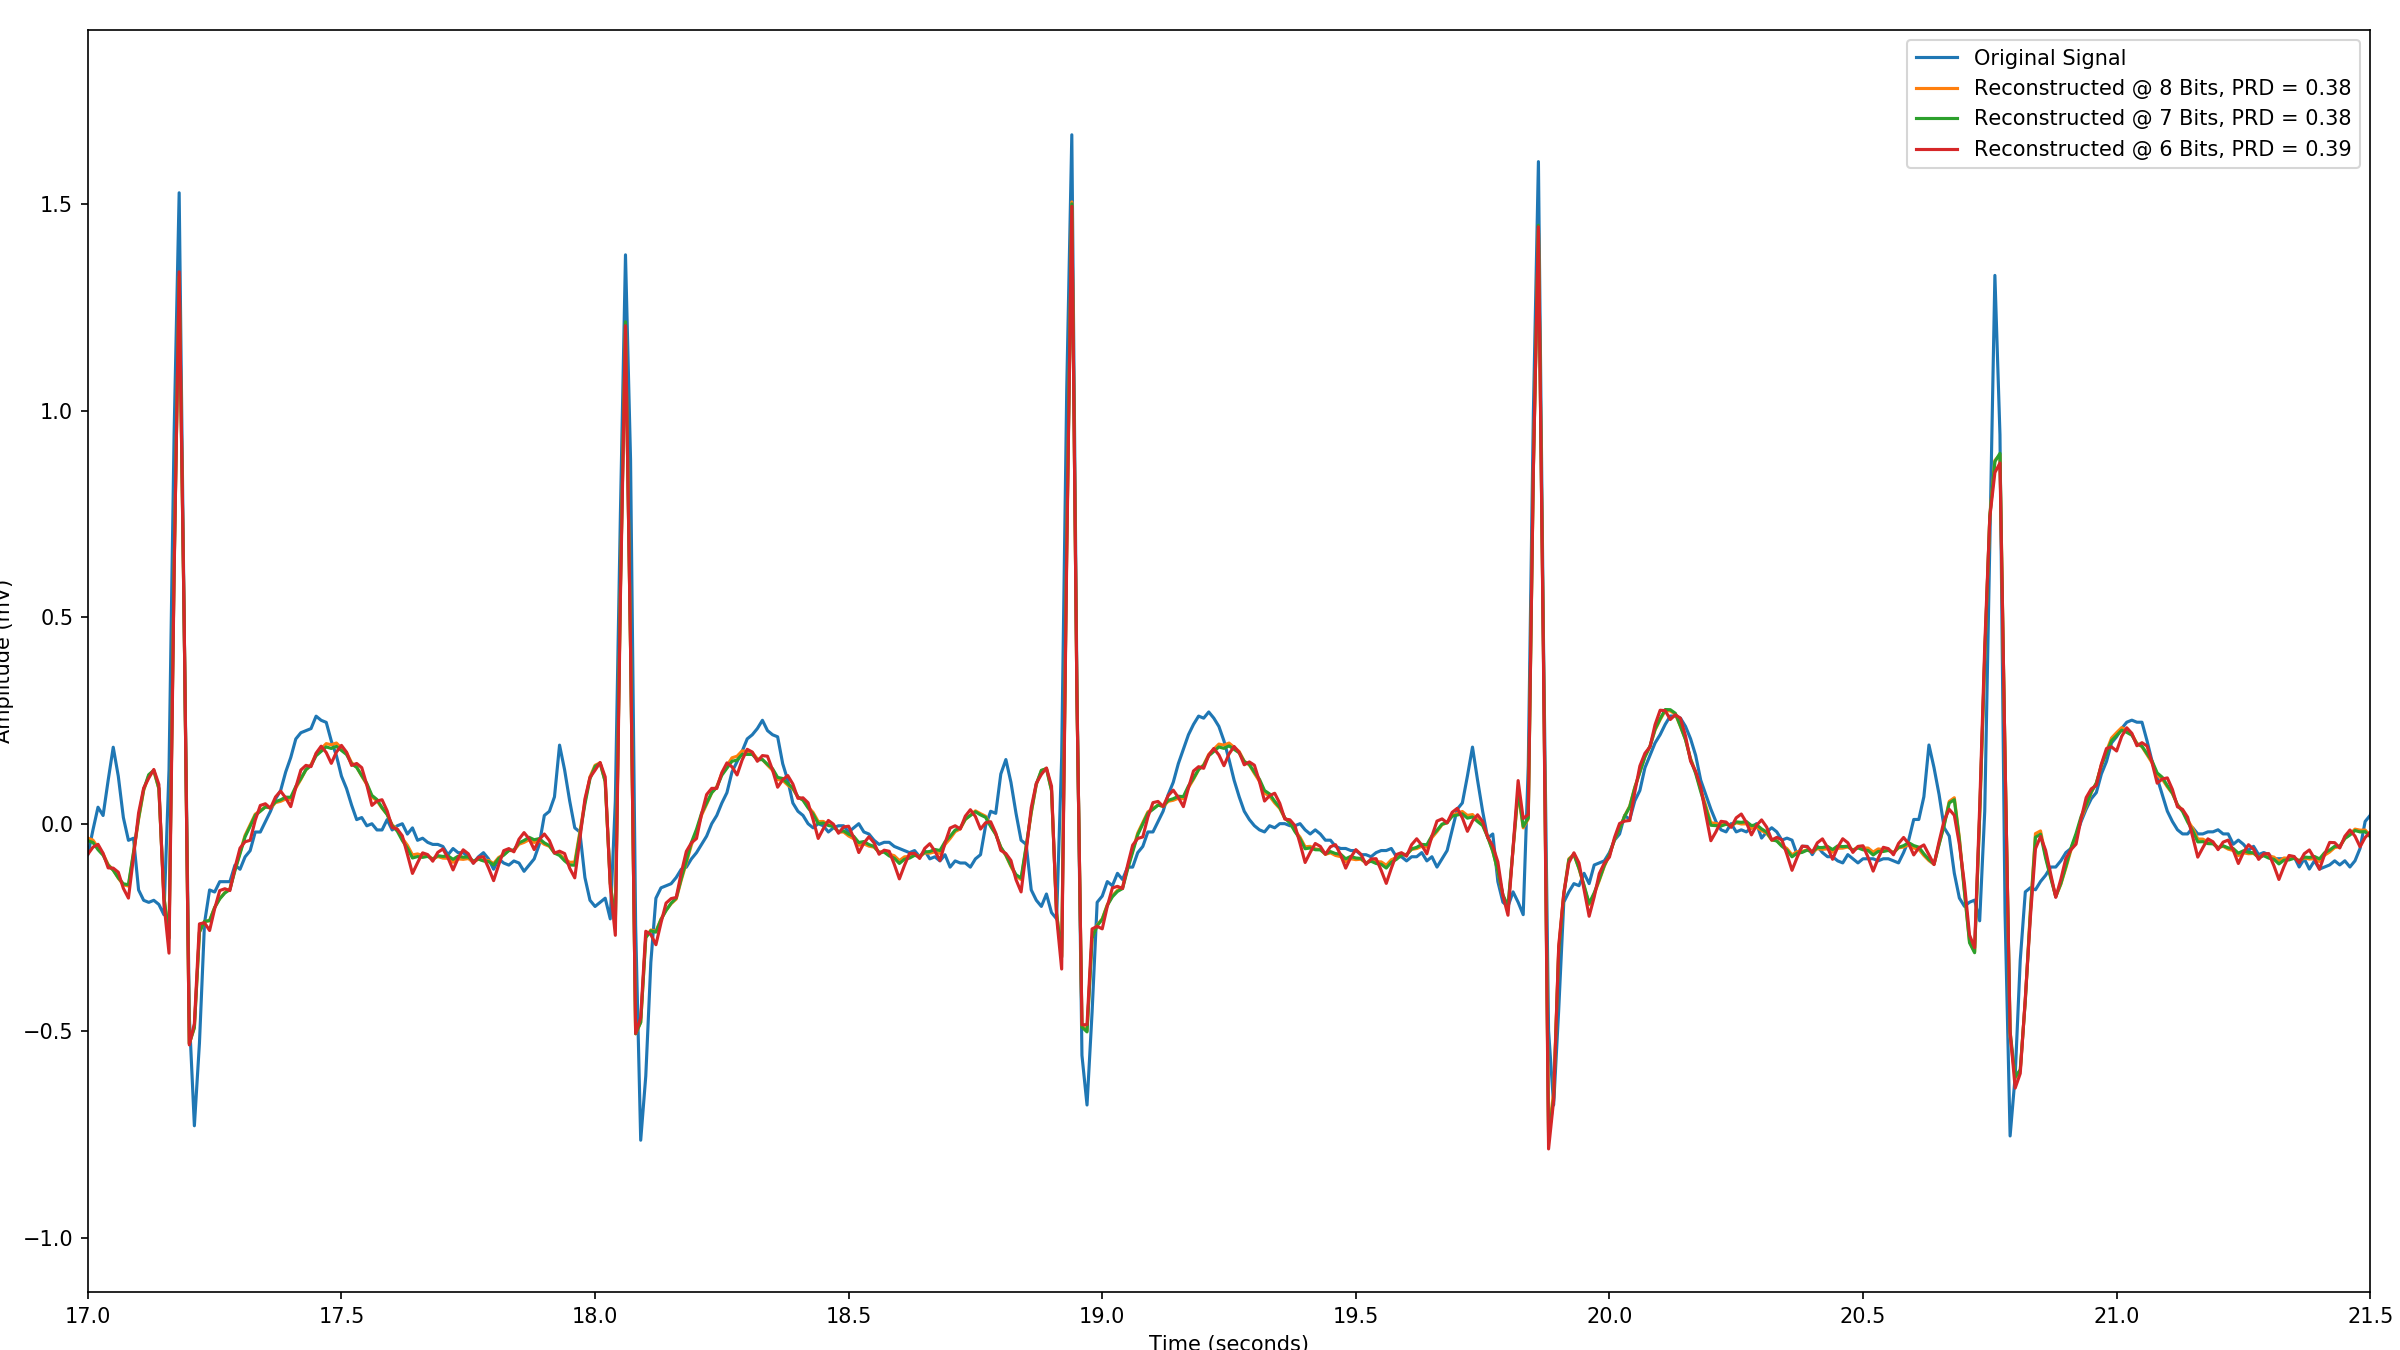 Original Signal
Reconstructed @ 8 Bits, PRD = 0.38
Reconstructed @ 7 Bits, PRD = 0.38
Reconstructed @ 6 Bits, PRD = 0.39
1.5
1.0
0.5
0.0
−0.5
−1.0
Amplitude (mV)
17.0 17.5 18.0 18.5 19.0 19.5 20.0 20.5 21.0 21.5
Time (seconds)